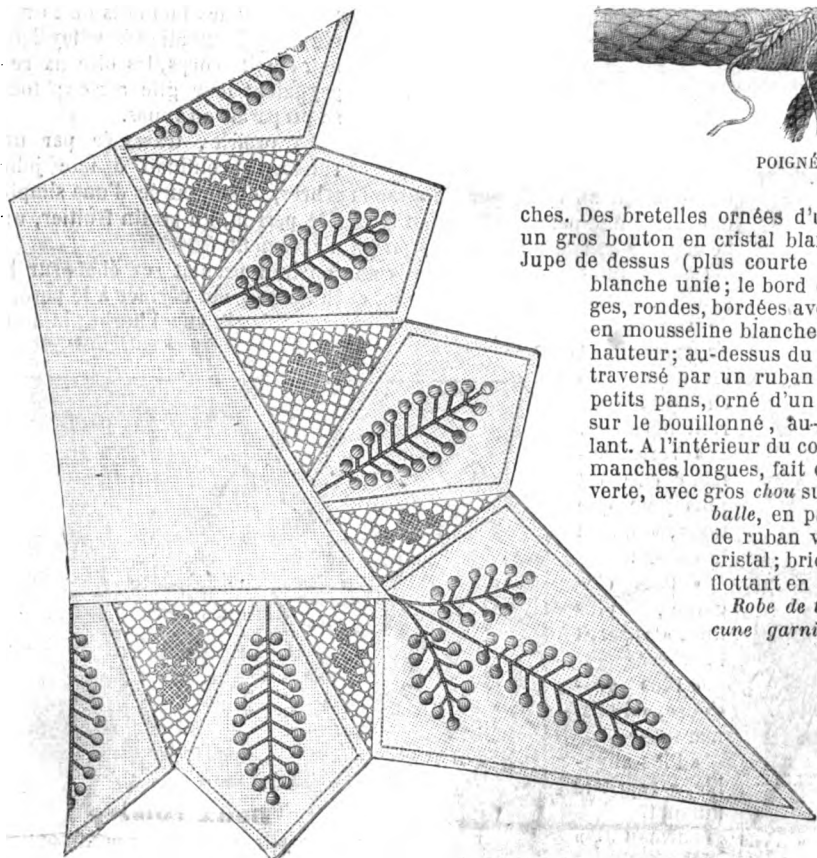 POIGNÉ
ches. Des bretelles ornées d'u
un gros bouton en cristal blan
Jupe de dessus (plus courte
blanche unie; le bord
ges, rondes, bordées ave
en mousseline blanche
hauteur; au-dessus du
traversé par un ruban
petits pans, orné d'un
sur le bouillonné, au-
lant. A l'intérieur du co
manches longues, fait e
verte, avec gros chou su
balle, en pa
de ruban v
cristal; brid
flottant en
Robe de t
cune garni